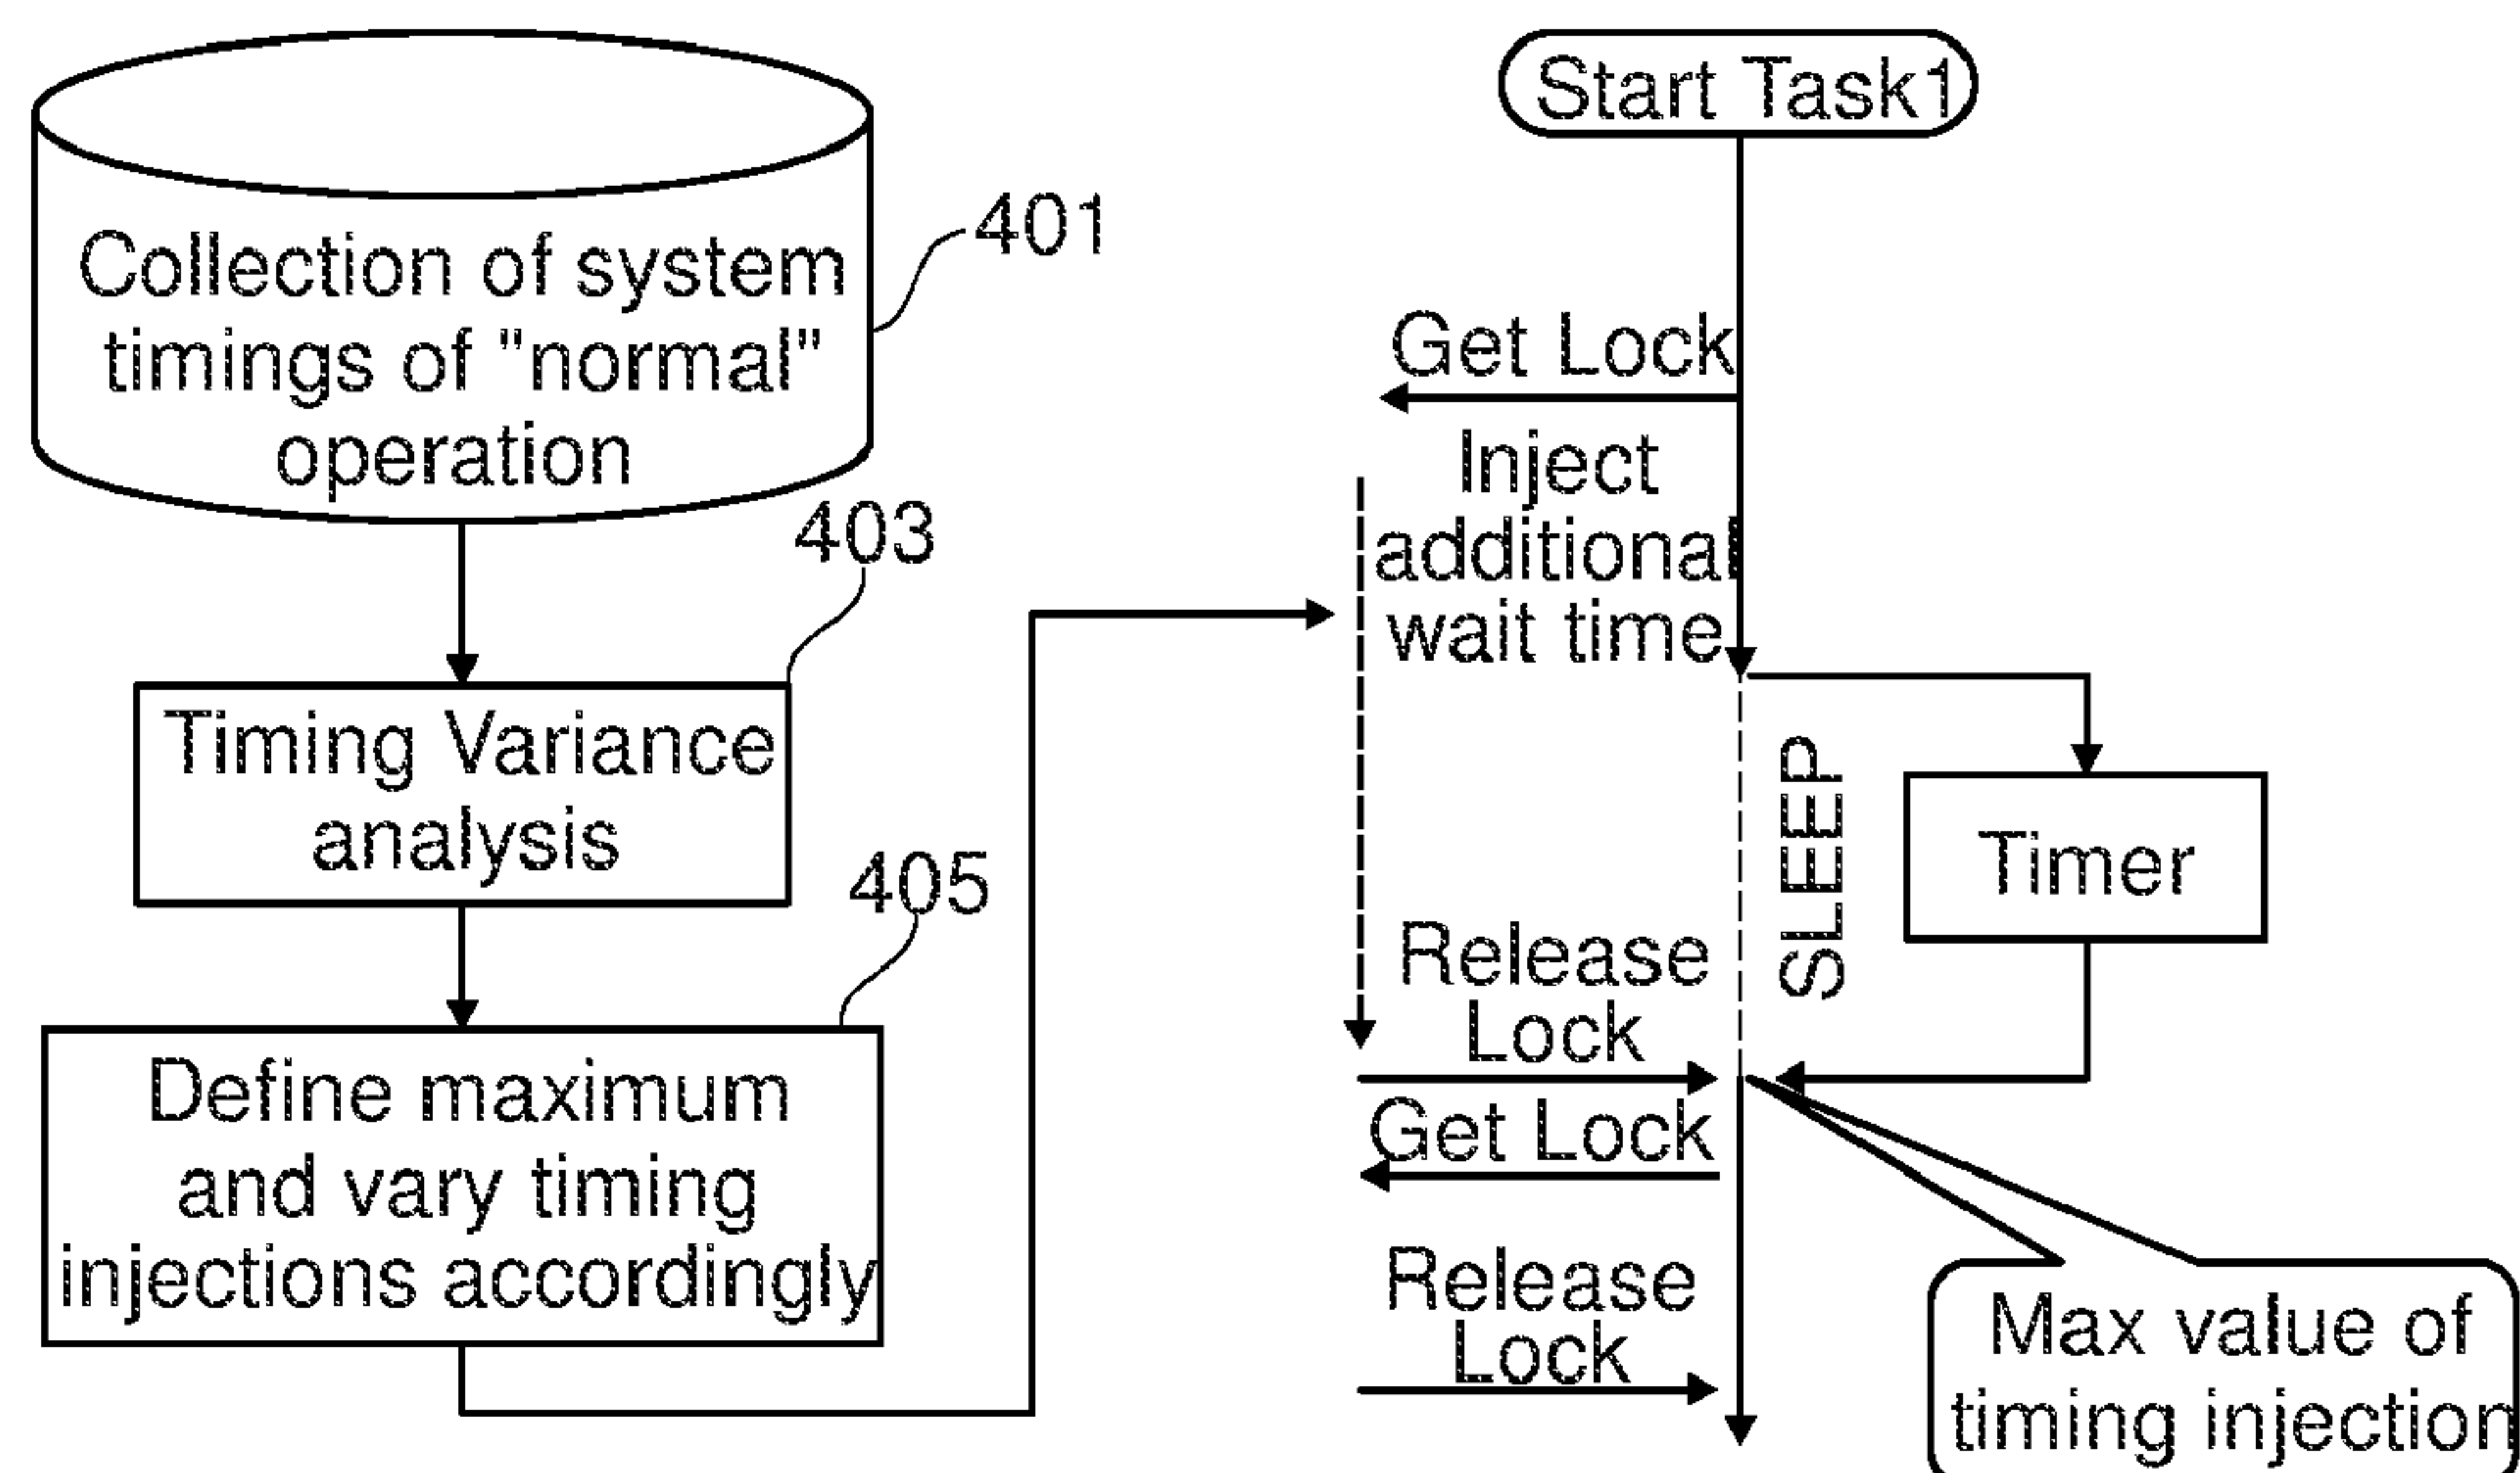 Collection of system
timings of "normal"
operation
401
403
Timing Variance
analysis
405
Define maximum
and vary timing
injections accordingly
Start Task1
Get Lock
Inject
additional
wait time
SLEEP
Timer
Release
Lock
Get Lock
Release
Lock
Max value of
timing injection